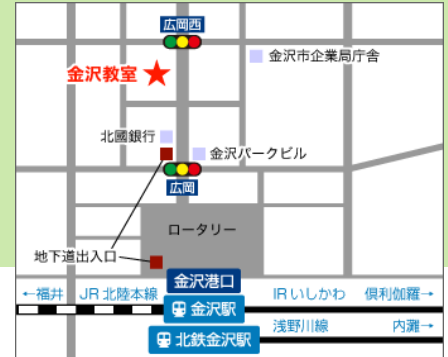 広岡西
金沢市企業局庁舎
金沢教室
北國銀行
金沢パークビル
広岡
ロータリー
地下道出入口
金沢港口
←福井 JR北陸本線 IRいしかわ 倶利伽羅→
金沢駅
浅野川線 内灘→
北鉄金沢駅